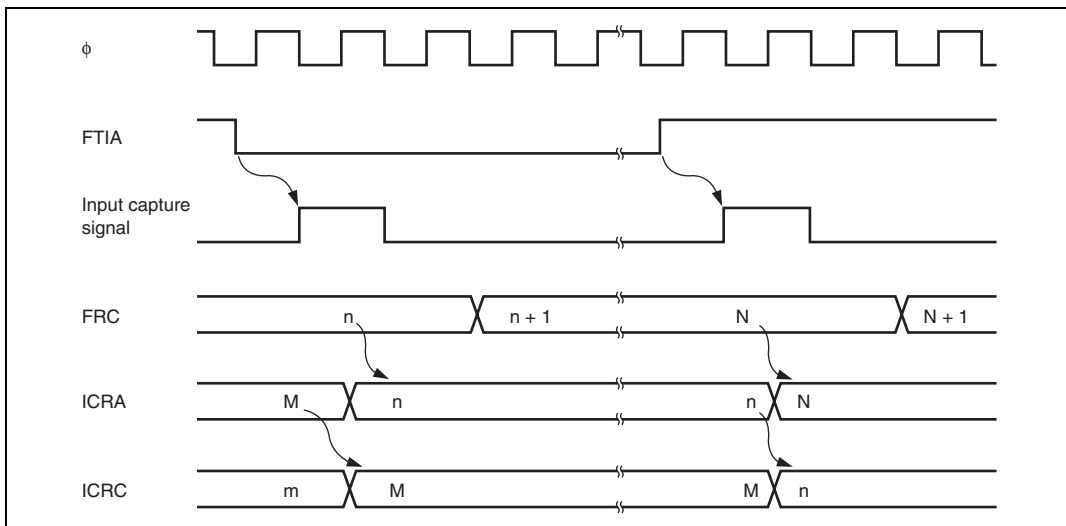 ϕ
FTIA
Input capture
signal
FRC n n + 1 N N + 1
ICRA M n n N
ICRC m M M n